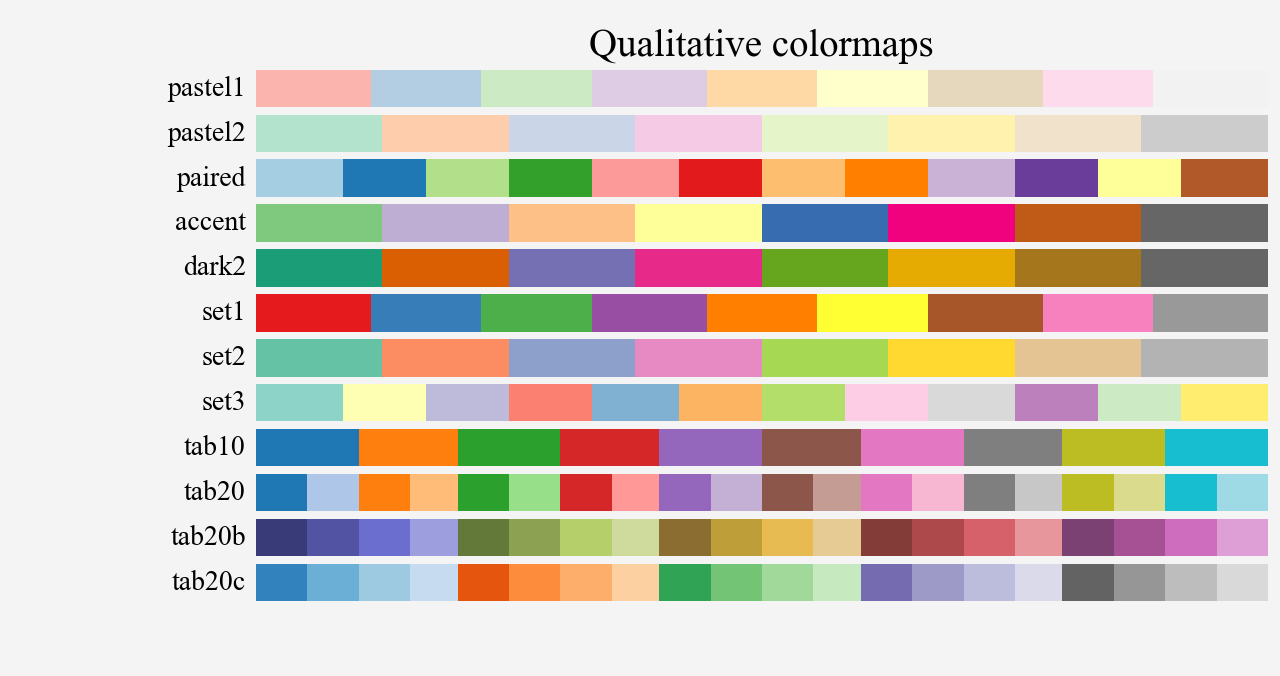 Qualitative colormaps
pastel1
pastel2
paired
accent
dark2
set1
set2
set3
tab10
tab20
tab20b
tab20c